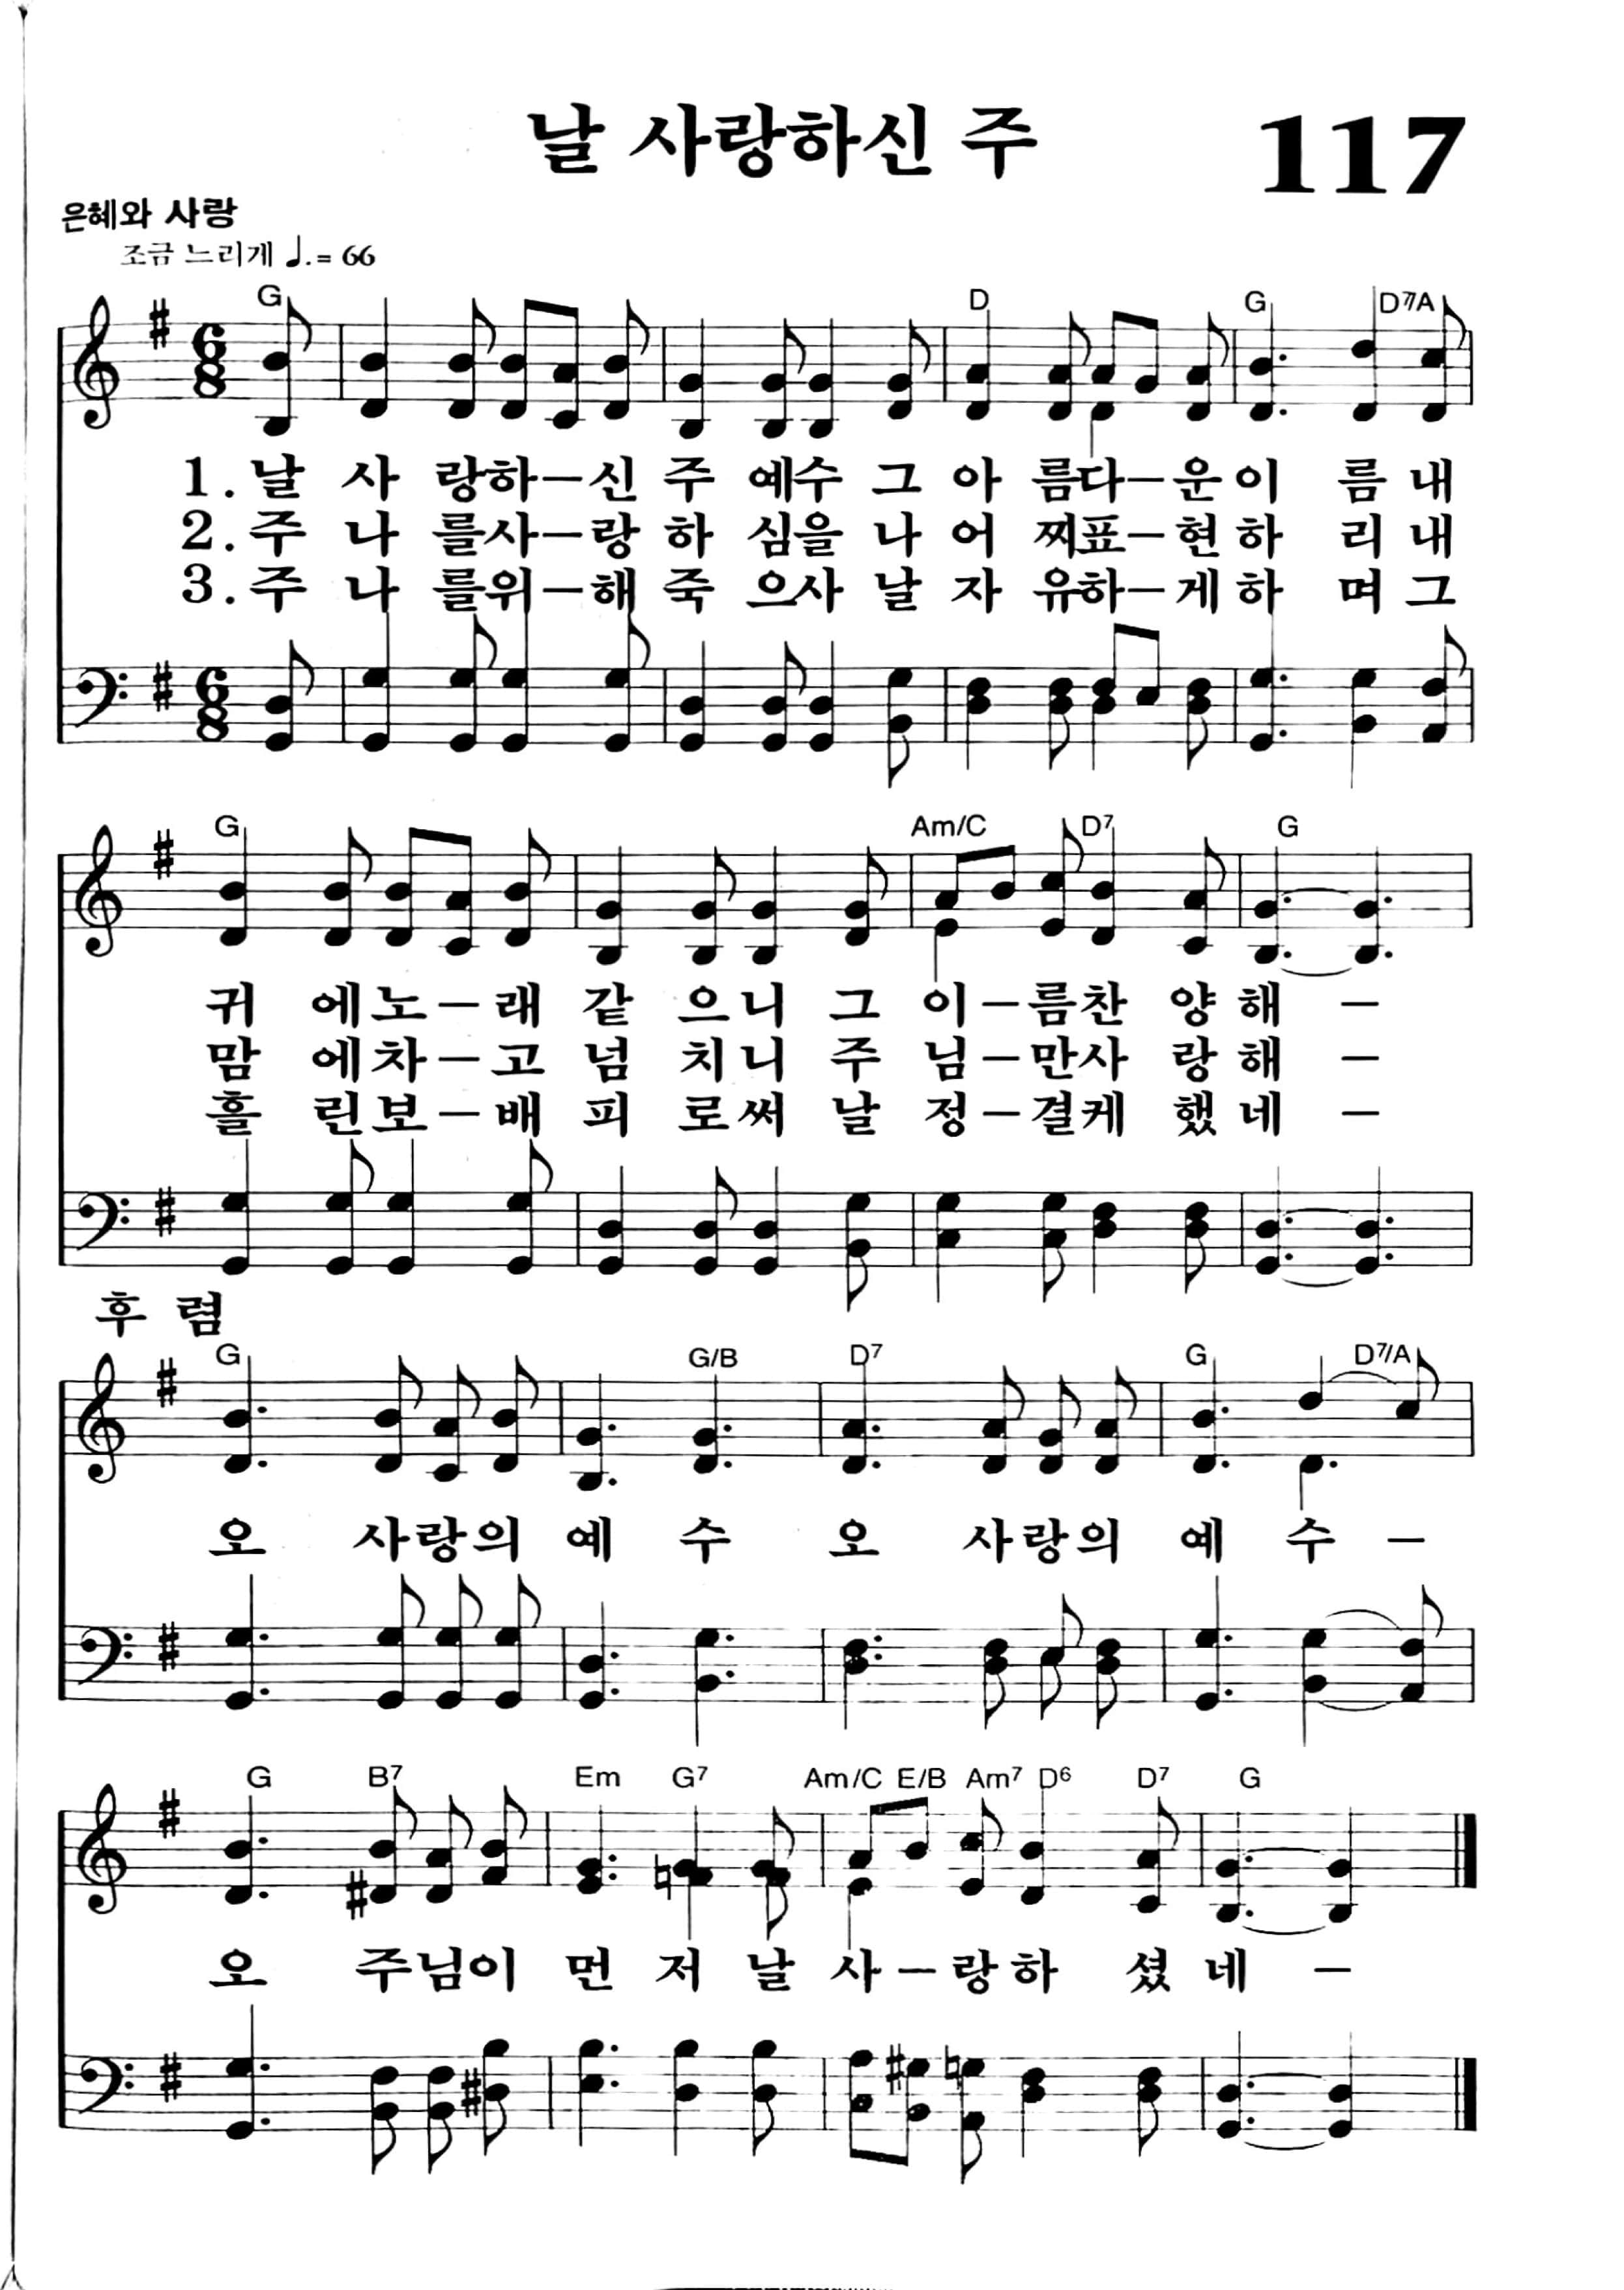 날 사랑하신 주 117
은혜와 사랑
조금 느리게 ♩. = 66
G D G D7/A
1. 날 사 랑하-신 주 예수 그 아 름다-운이 름 내
2. 주 나 를사-랑 하 심을 나 어 찌표-현하 리 내
3. 주 나 를위-해 죽 으사 날 자 유하-게하 며 그
G Am/C D7 G
귀 에노-래 같 으니 그 이-름찬 양해 -
맘 에차-고 넘 치니 주 님-만사 랑해 -
흘 린보-배 피 로써 날 정-결케 했네 -
후 렴
G G/B D7 G D7/A
오 사랑의 예 수 오 사랑의 예 수 -
G B7 Em G7 Am/C E/B Am7 D6 D7 G
오 주님이 먼 저 날 사-랑하 셨 네 -